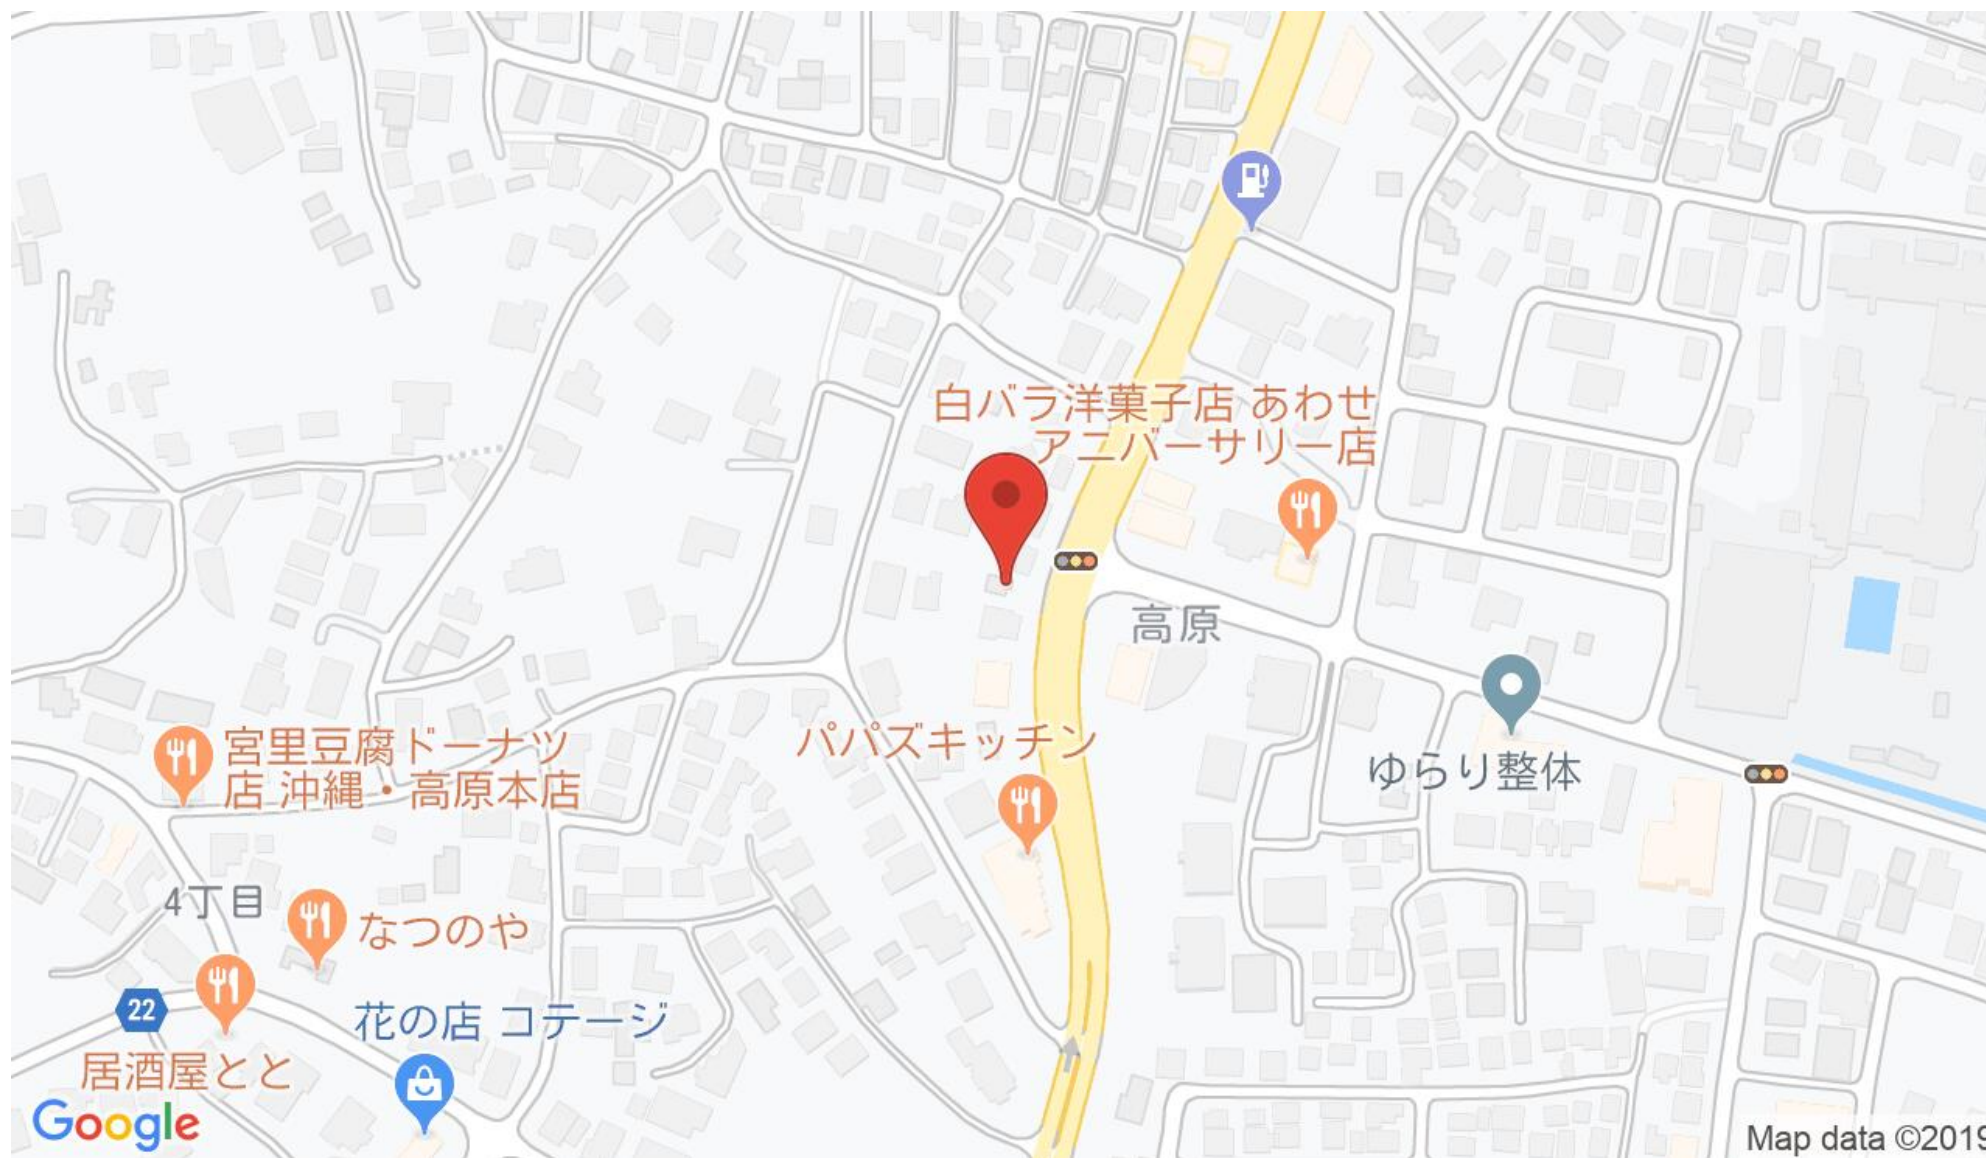 白バラ洋菓子店 あわせ
アニバーサリー店
高原
パパズキッチン
ゆらり整体
宮里豆腐ドーナツ
店 沖縄・高原本店
4丁目
なつのや
22
花の店 コテージ
居酒屋とと
Google
Map data ©2019